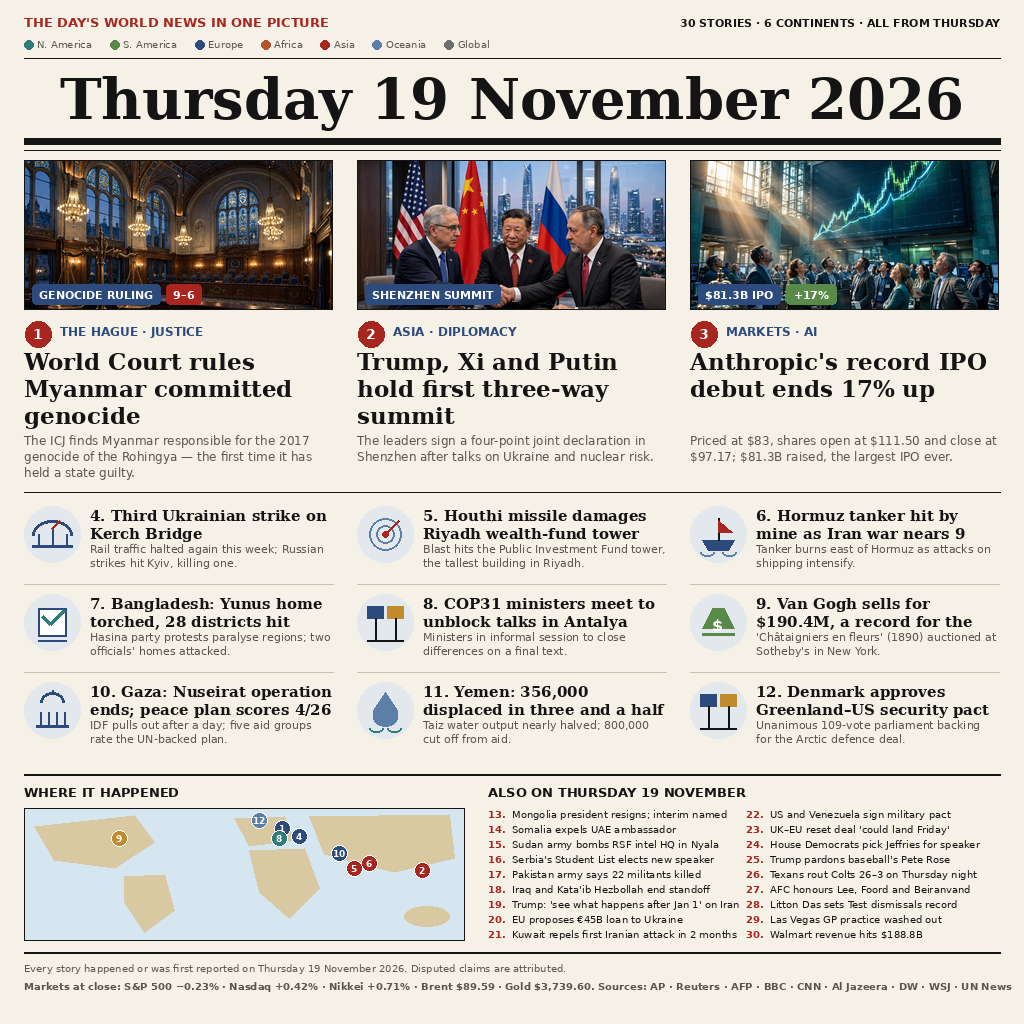 THE DAY'S WORLD NEWS IN ONE PICTURE
30 STORIES · 6 CONTINENTS · ALL FROM THURSDAY
N. America S. America Europe Africa Asia Oceania Global
Thursday 19 November 2026
GENOCIDE RULING 9–6
1 THE HAGUE · JUSTICE
World Court rules
Myanmar committed
genocide
The ICJ finds Myanmar responsible for the 2017
genocide of the Rohingya — the first time it has
held a state guilty.
SHENZHEN SUMMIT
2 ASIA · DIPLOMACY
Trump, Xi and Putin
hold first three-way
summit
The leaders sign a four-point joint declaration in
Shenzhen after talks on Ukraine and nuclear risk.
$81.3B IPO +17%
3 MARKETS · AI
Anthropic's record IPO
debut ends 17% up
Priced at $83, shares open at $111.50 and close at
$97.17; $81.3B raised, the largest IPO ever.
4. Third Ukrainian strike on
Kerch Bridge
Rail traffic halted again this week; Russian
strikes hit Kyiv, killing one.
5. Houthi missile damages
Riyadh wealth-fund tower
Blast hits the Public Investment Fund tower,
the tallest building in Riyadh.
6. Hormuz tanker hit by
mine as Iran war nears 9
Tanker burns east of Hormuz as attacks on
shipping intensify.
7. Bangladesh: Yunus home
torched, 28 districts hit
Hasina party protests paralyse regions; two
officials' homes attacked.
8. COP31 ministers meet to
unblock talks in Antalya
Ministers in informal session to close
differences on a final text.
$
9. Van Gogh sells for
$190.4M, a record for the
'Châtaigniers en fleurs' (1890) auctioned at
Sotheby's in New York.
10. Gaza: Nuseirat operation
ends; peace plan scores 4/26
IDF pulls out after a day; five aid groups
rate the UN-backed plan.
11. Yemen: 356,000
displaced in three and a half
Taiz water output nearly halved; 800,000
cut off from aid.
12. Denmark approves
Greenland–US security pact
Unanimous 109-vote parliament backing
for the Arctic defence deal.
WHERE IT HAPPENED
9 12 1 8 4 10 5 6 2
ALSO ON THURSDAY 19 NOVEMBER
13. Mongolia president resigns; interim named
14. Somalia expels UAE ambassador
15. Sudan army bombs RSF intel HQ in Nyala
16. Serbia's Student List elects new speaker
17. Pakistan army says 22 militants killed
18. Iraq and Kata'ib Hezbollah end standoff
19. Trump: 'see what happens after Jan 1' on Iran
20. EU proposes €45B loan to Ukraine
21. Kuwait repels first Iranian attack in 2 months
22. US and Venezuela sign military pact
23. UK–EU reset deal 'could land Friday'
24. House Democrats pick Jeffries for speaker
25. Trump pardons baseball's Pete Rose
26. Texans rout Colts 26–3 on Thursday night
27. AFC honours Lee, Foord and Beiranvand
28. Litton Das sets Test dismissals record
29. Las Vegas GP practice washed out
30. Walmart revenue hits $188.8B
Every story happened or was first reported on Thursday 19 November 2026. Disputed claims are attributed.
Markets at close: S&P 500 −0.23% · Nasdaq +0.42% · Nikkei +0.71% · Brent $89.59 · Gold $3,739.60. Sources: AP · Reuters · AFP · BBC · CNN · Al Jazeera · DW · WSJ · UN News